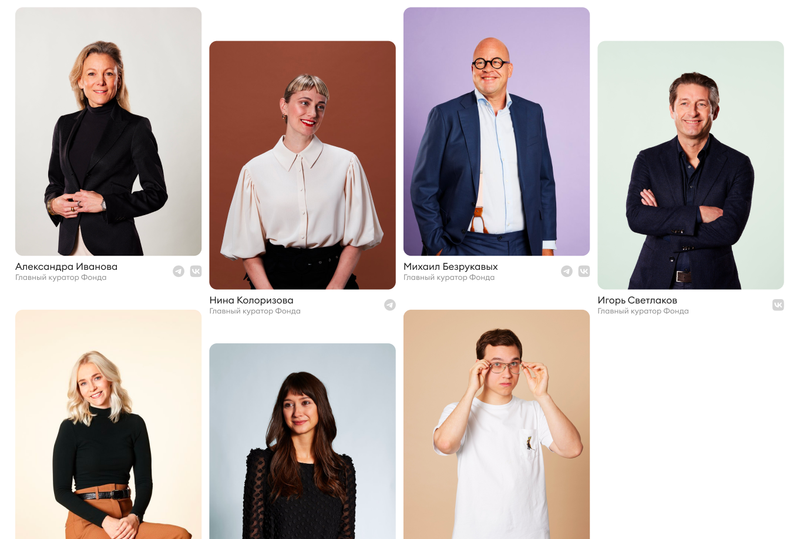 Александра Иванова
Главный куратор Фонда
Нина Колоризова
Главный куратор Фонда
Михаил Безрукавых
Главный куратор Фонда
Игорь Светлаков
Главный куратор Фонда